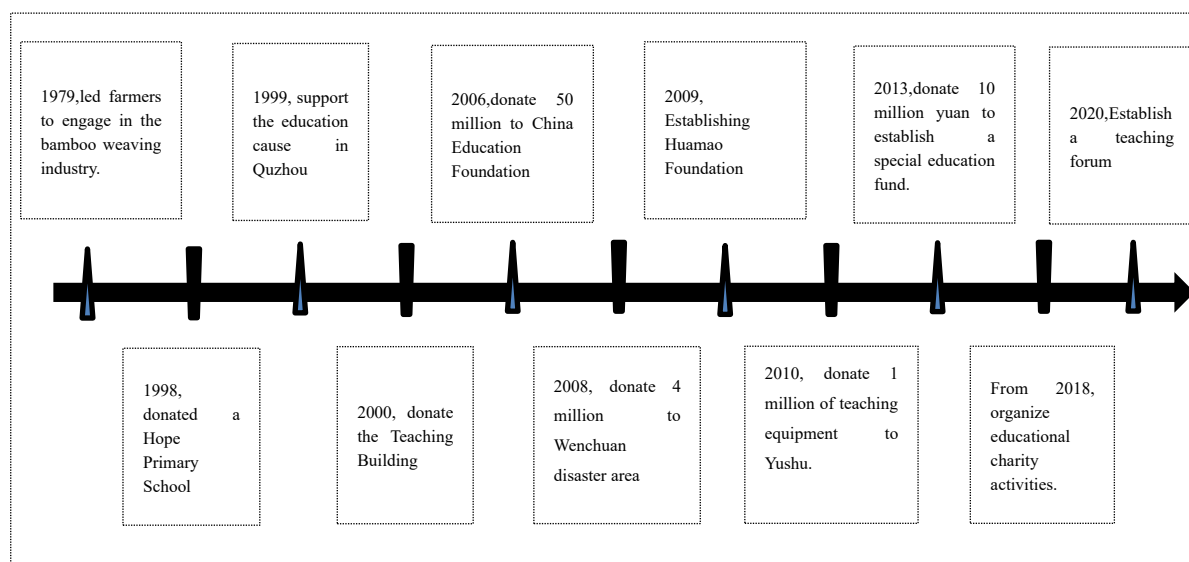 1979,led farmers
to engage in the
bamboo weaving
industry.
1999, support
the education
cause in
Quzhou
2006,donate 50
million to China
Education
Foundation
2009,
Establishing
Huamao
Foundation
2013,donate 10
million yuan to
establish a
special education
fund.
2020,Establish
a teaching
forum
1998,
donated a
Hope
Primary
School
2000, donate
the Teaching
Building
2008, donate 4
million to
Wenchuan
disaster area
2010, donate 1
million of teaching
equipment to
Yushu.
From 2018,
organize
educational
charity
activities.